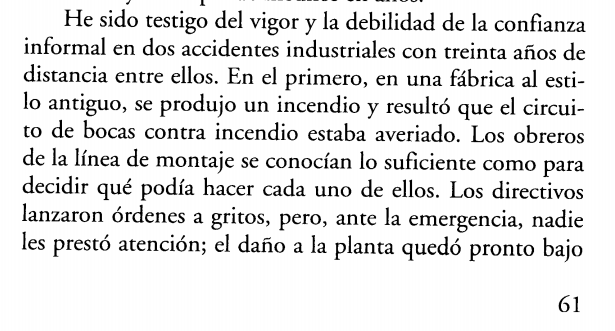 He sido testigo del vigor y la debilidad de la confianza
informal en dos accidentes industriales con treinta años de
distancia entre ellos. En el primero, en una fábrica al esti-
lo antiguo, se produjo un incendio y resultó que el circui-
to de bocas contra incendio estaba averiado. Los obreros
de la línea de montaje se conocían lo suficiente como para
decidir qué podía hacer cada uno de ellos. Los directivos
lanzaron órdenes a gritos, pero, ante la emergencia, nadie
les prestó atención; el daño a la planta quedó pronto bajo
61